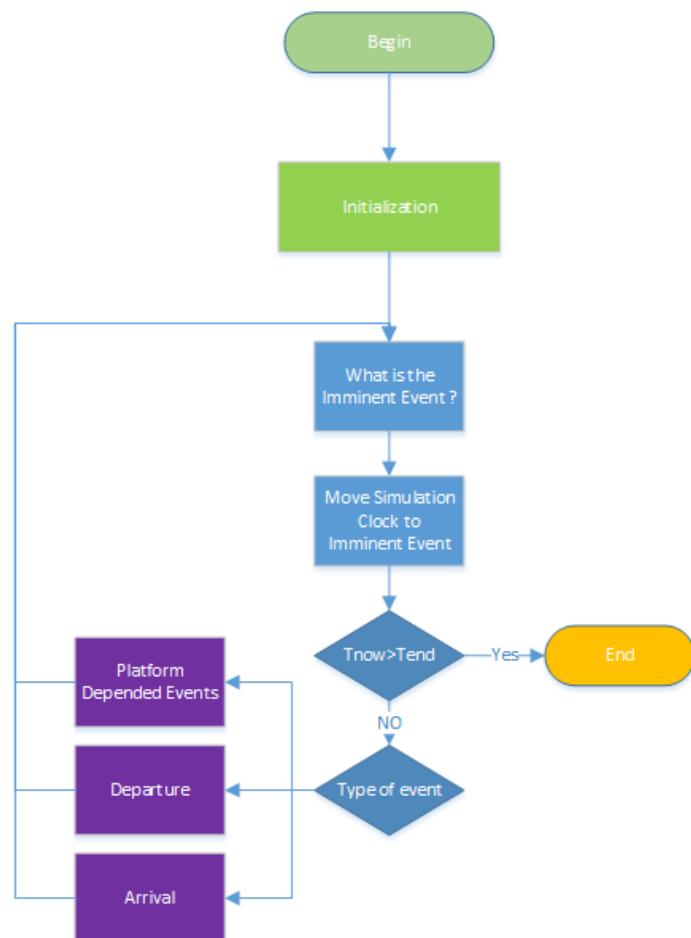 Begin
Initialization
What is the
Imminent Event ?
Move Simulation
Clock to
Imminent Event
Tnow>Tend
Yes
End
NO
Type of event
Platform
Depended Events
Departure
Arrival